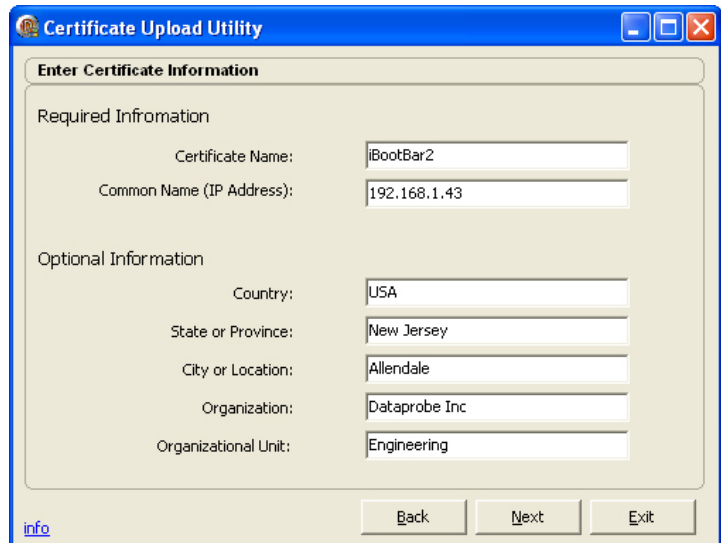 Certificate Upload Utility
Enter Certificate Information
Required Infromation
Certificate Name: iBootBar2
Common Name (IP Address): 192.168.1.43
Optional Information
Country: USA
State or Province: New Jersey
City or Location: Allendale
Organization: Dataprobe Inc
Organizational Unit: Engineering
info Back Next Exit